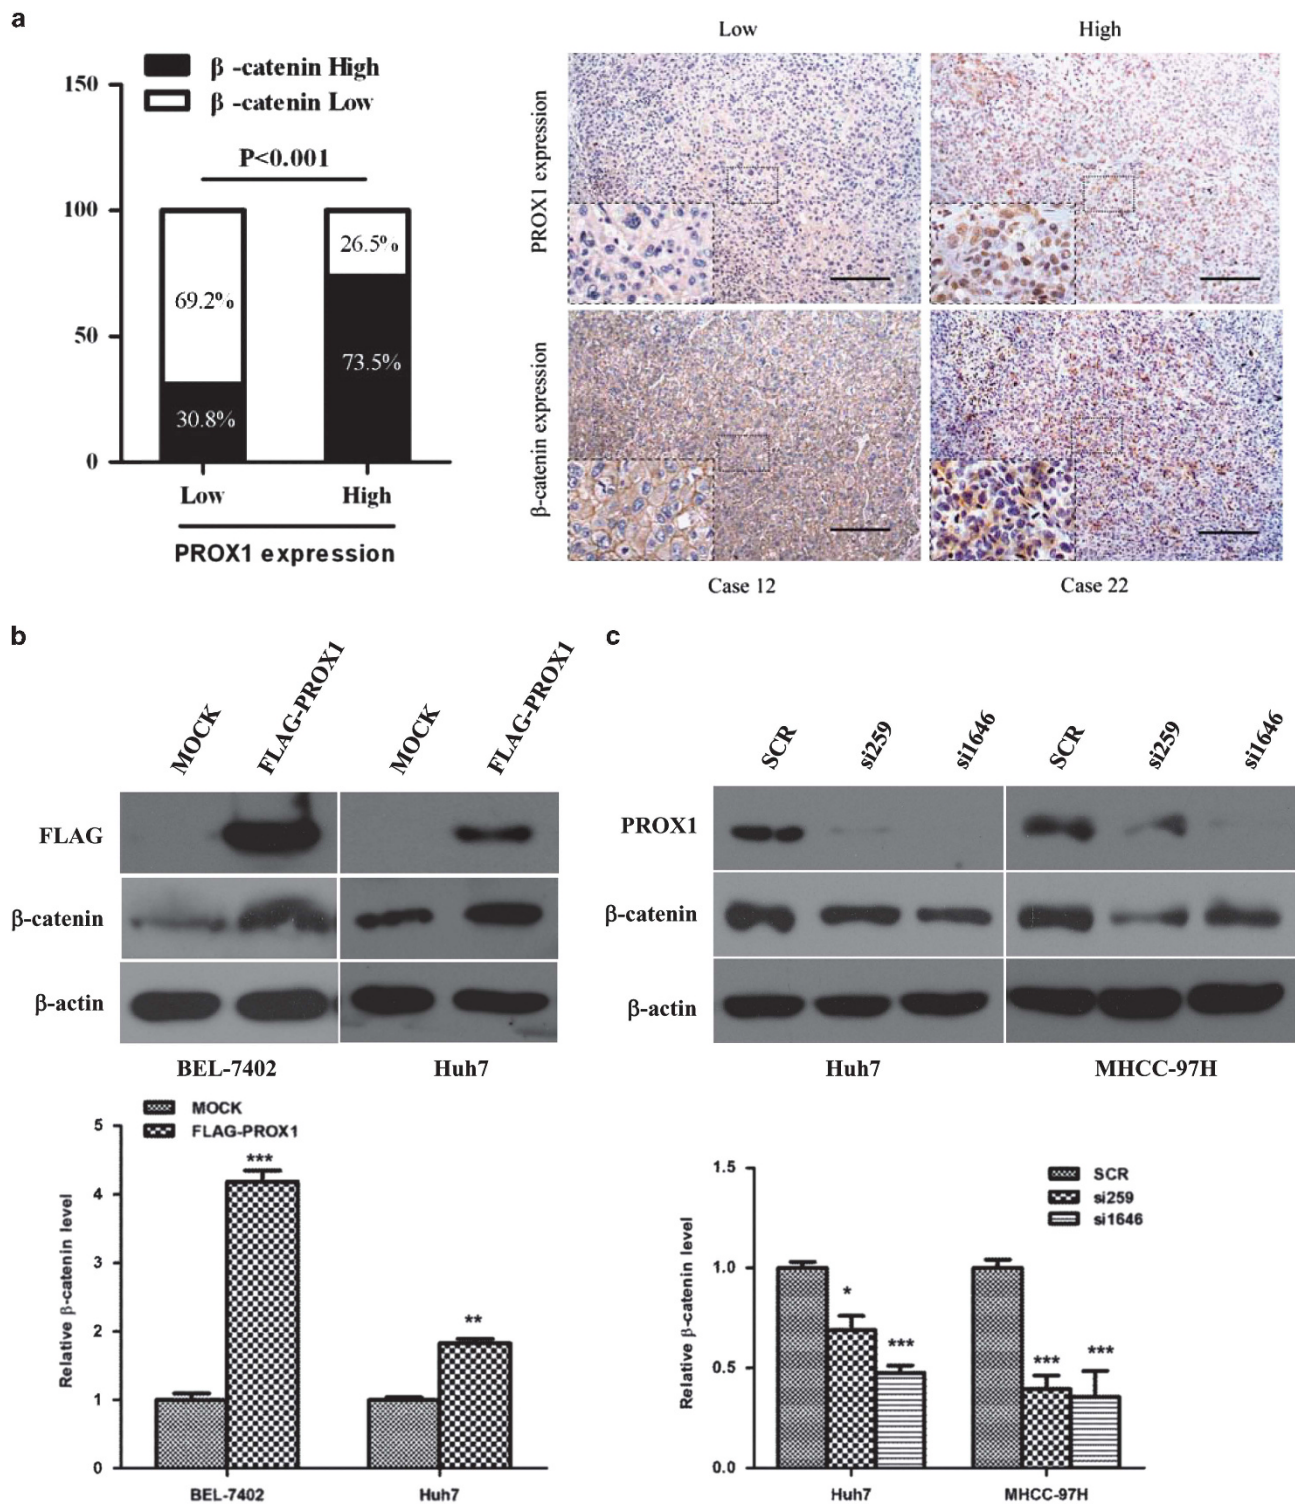 a
β -catenin High
β -catenin Low
150
100
50
0
P<0.001
69.2%
30.8%
26.5%
73.5%
Low
High
PROX1 expression
Low
High
PROX1 expression
β-catenin expression
Case 12
Case 22
b
MOCK
FLAG-PROX1
MOCK
FLAG-PROX1
FLAG
β-catenin
β-actin
BEL-7402
Huh7
MOCK
FLAG-PROX1
Relative β-catenin level
5
4
3
2
1
0
***
**
BEL-7402
Huh7
c
SCR
si259
si1646
SCR
si259
si1646
PROX1
β-catenin
β-actin
Huh7
MHCC-97H
SCR
si259
si1646
Relative β-catenin level
1.5
1.0
0.5
0.0
*
***
***
***
Huh7
MHCC-97H